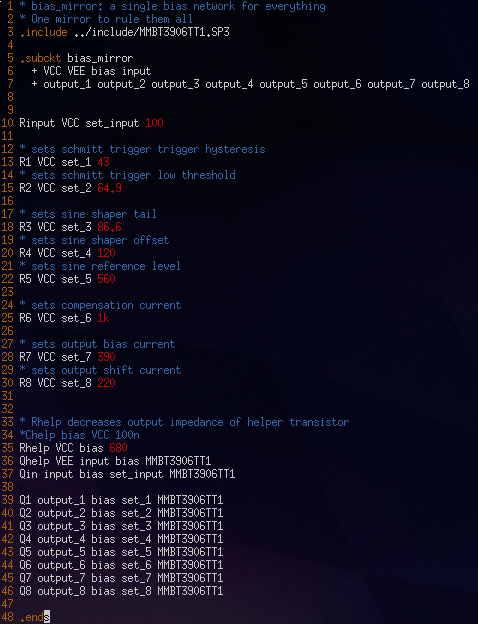 1 * bias_mirror: a single bias network for everything
2 * One mirror to rule them all
3 .include ../include/MMBT3906TT1.SP3
4
5 .subckt bias_mirror
6 + VCC VEE bias input
7 + output_1 output_2 output_3 output_4 output_5 output_6 output_7 output_8
8
9
10 Rinput VCC set_input 100
11
12 * sets schmitt trigger trigger hysteresis
13 R1 VCC set_1 43
14 * sets schmitt trigger low threshold
15 R2 VCC set_2 64.9
16
17 * sets sine shaper tail
18 R3 VCC set_3 86.6
19 * sets sine shaper offset
20 R4 VCC set_4 120
21 * sets sine reference level
22 R5 VCC set_5 560
23
24 * sets compensation current
25 R6 VCC set_6 1k
26
27 * sets output bias current
28 R7 VCC set_7 390
29 * sets output shift current
30 R8 VCC set_8 220
31
32
33 * Rhelp decreases output impedance of helper transistor
34 *Chelp bias VCC 100n
35 Rhelp VCC bias 680
36 Qhelp VEE input bias MMBT3906TT1
37 Qin input bias set_input MMBT3906TT1
38
39 Q1 output_1 bias set_1 MMBT3906TT1
40 Q2 output_2 bias set_2 MMBT3906TT1
41 Q3 output_3 bias set_3 MMBT3906TT1
42 Q4 output_4 bias set_4 MMBT3906TT1
43 Q5 output_5 bias set_5 MMBT3906TT1
44 Q6 output_6 bias set_6 MMBT3906TT1
45 Q7 output_7 bias set_7 MMBT3906TT1
46 Q8 output_8 bias set_8 MMBT3906TT1
47
48 .ends